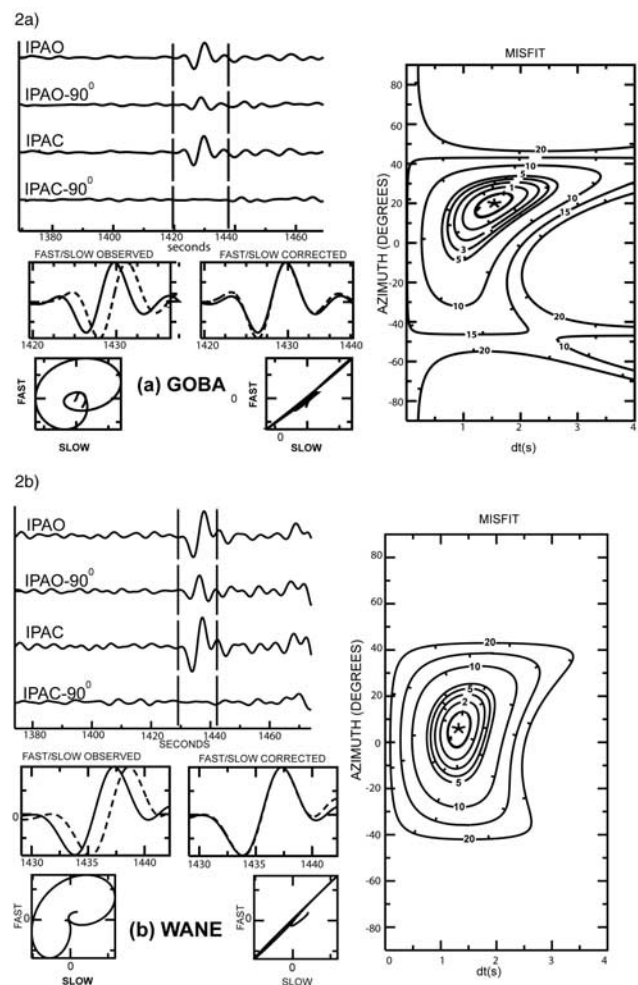 2a)
IPAO
IPAO-90⁰
IPAC
IPAC-90⁰
1380 1400 1420 1440 1460
seconds
FAST/SLOW OBSERVED
FAST/SLOW CORRECTED
1420 1430
1420 1430 1440
FAST
SLOW
(a) GOBA
0
FAST
0
SLOW
MISFIT
AZIMUTH (DEGREES)
80
60
40
20
0
-20
-40
-60
-80
20
10
5
1
15
10
3
5
10
15
20
20
10
1 2 3 4
dt(s)
2b)
IPAO
IPAO-90⁰
IPAC
IPAC-90⁰
1380 1400 1420 1440 1460
SECONDS
FAST/SLOW OBSERVED
FAST/SLOW CORRECTED
0
1430 1435 1440
1430 1435 1440
FAST
0
0
SLOW
(b) WANE
FAST
0
0
SLOW
MISFIT
AZIMUTH (DEGREES)
80
60
40
20
0
-20
-40
-60
-80
20
10
5
2
5
10
20
0 1 2 3 4
dt(s)